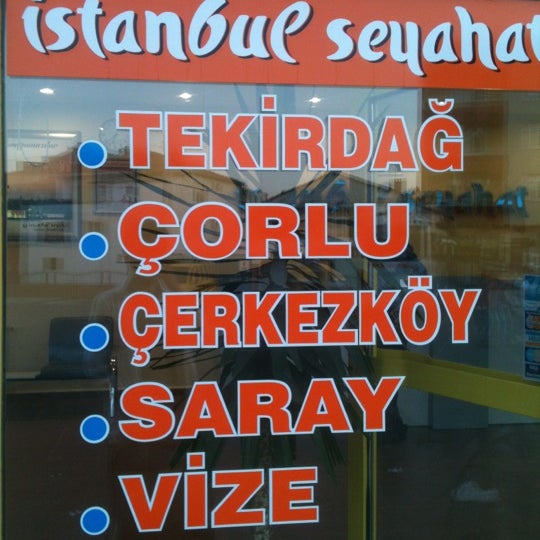 istanbul seyahat
TEKİRDAĞ
ÇORLU
ÇERKEZKÖY
SARAY
VİZE